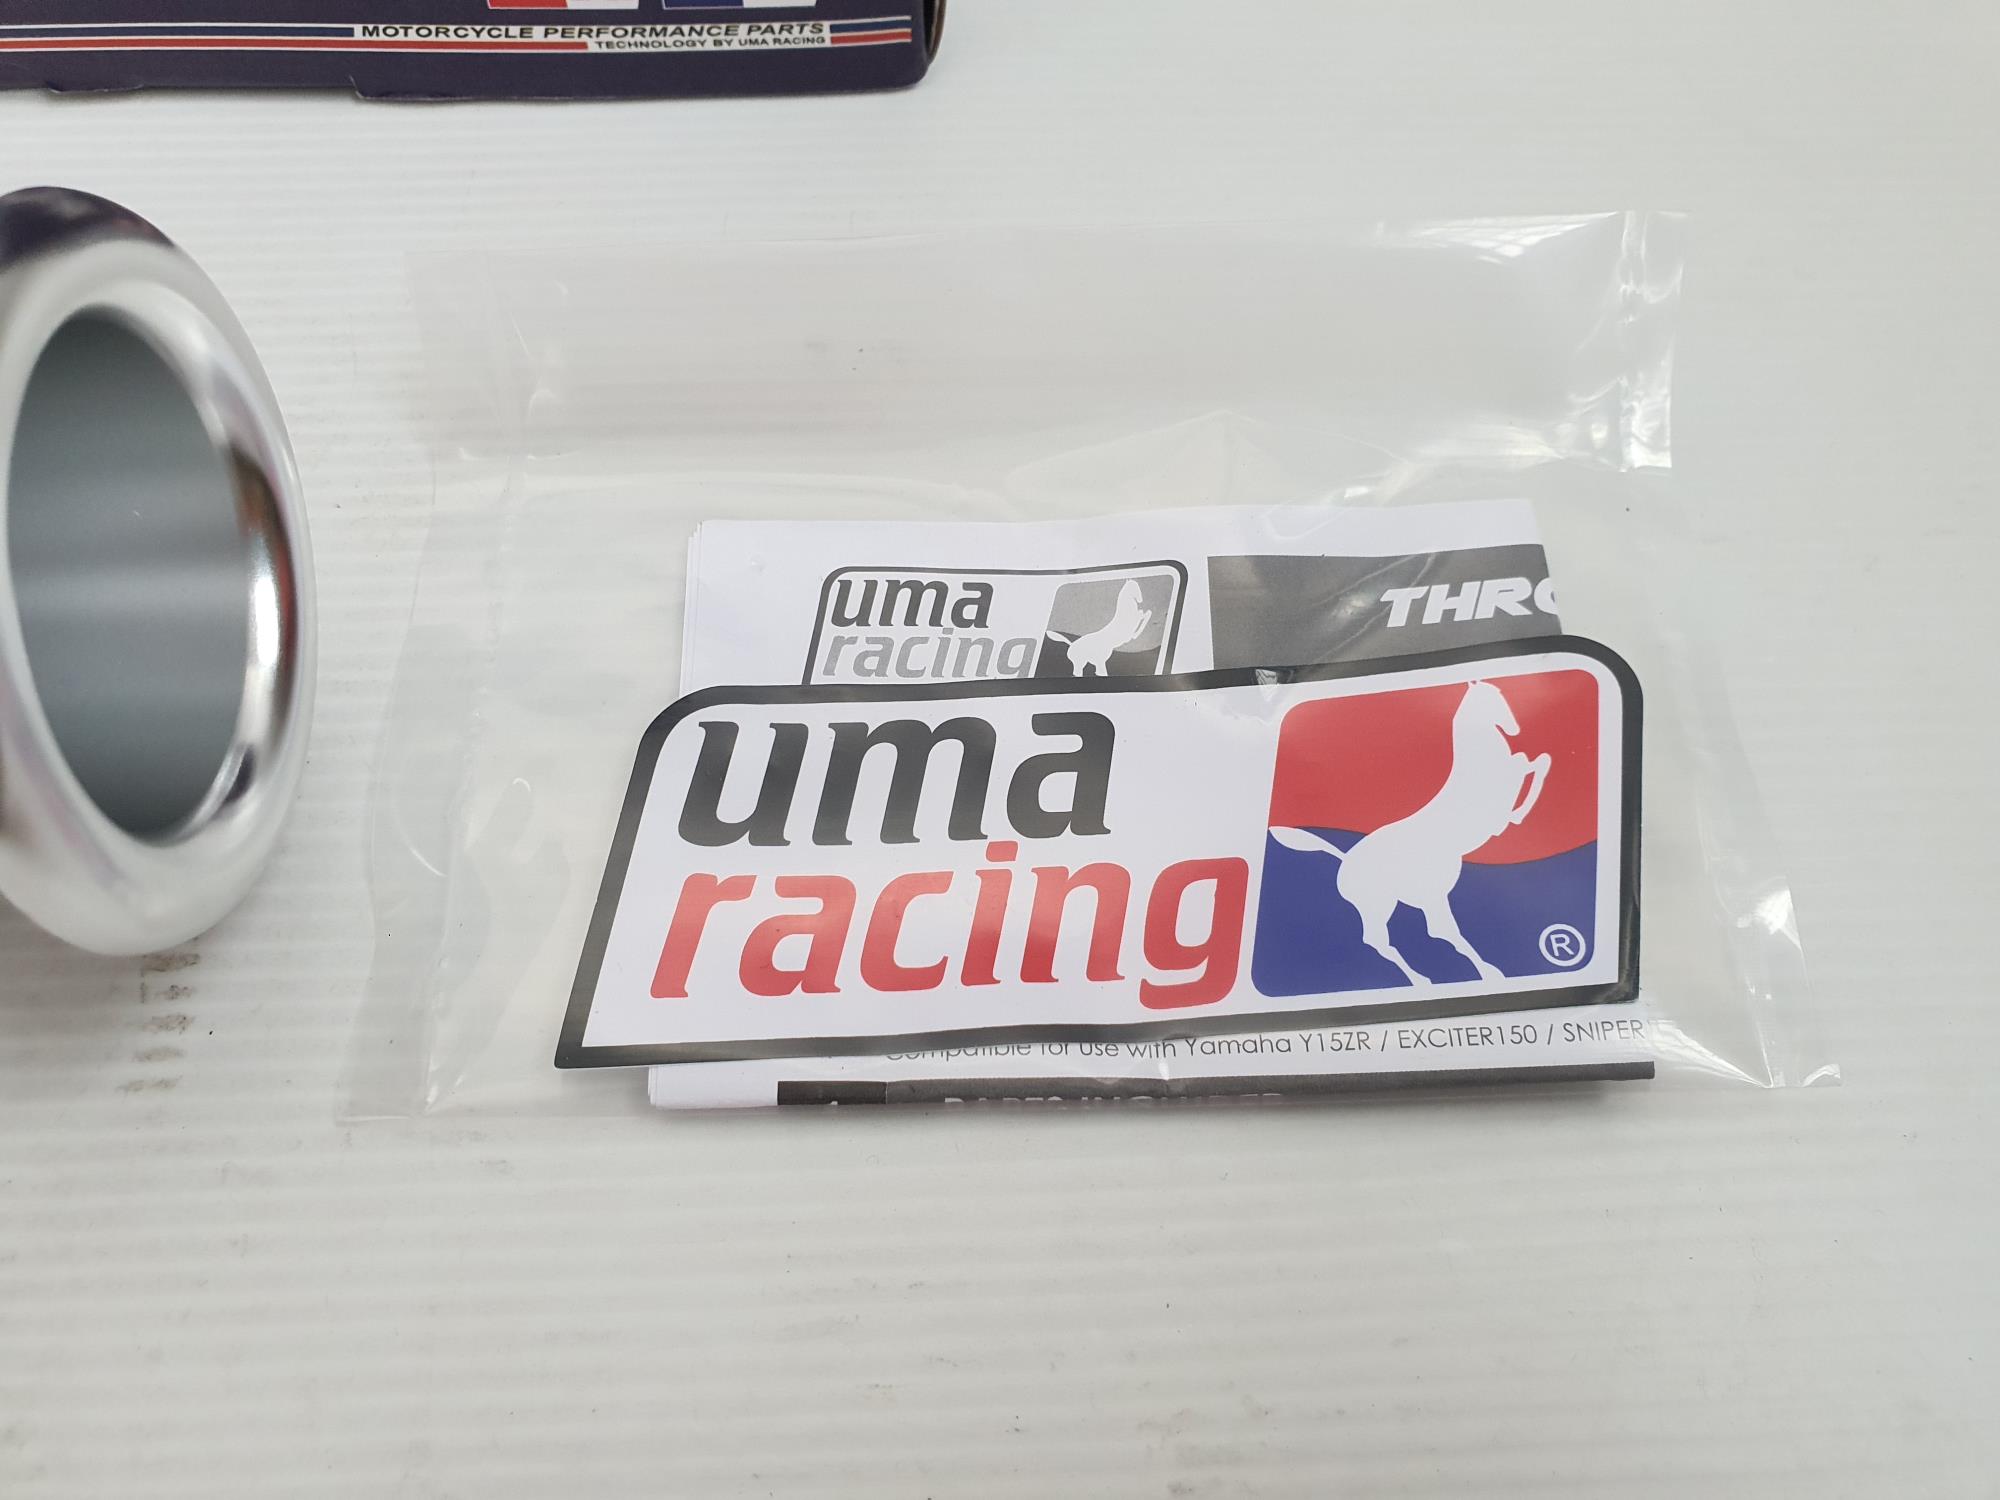 MOTORCYCLE PERFORMANCE PARTS
TECHNOLOGY BY UMA RACING
uma
racing
THRO
uma
racing
®
Compatible for use with Yamaha Y15ZR / EXCITER150 / SNIPER